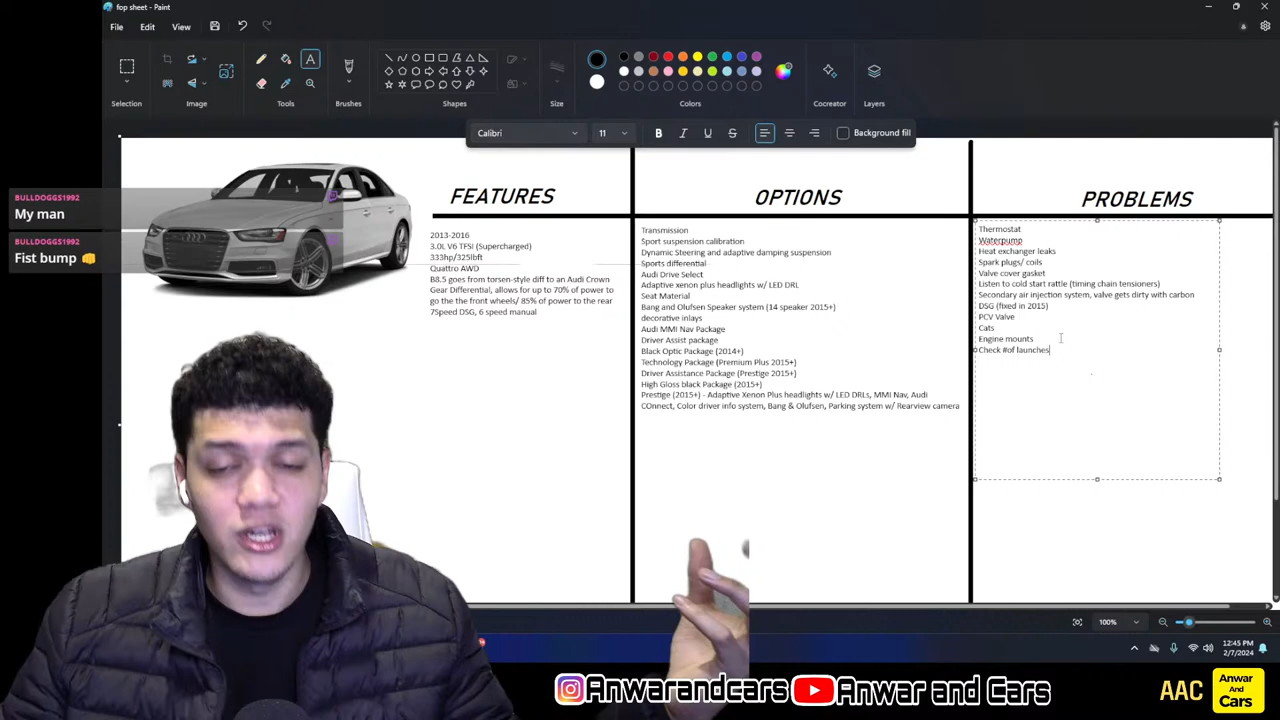 fiop sheet - Paint
File
Edit
View
Selection
Image
Tools
Brushes
Shapes
Size
Colors
Cocreator
Layers
Calibri
11
B
I
U
S
Background fill
A
BULLDOGGS1992
My man
BULLDOGGS1992
Fist bump 👊
FEATURES
2013-2016
3.0L V6 TFSI (Supercharged)
333hp/325lbft
Quattro AWD
B8.5 goes from torsen-style diff to an Audi Crown
Gear Differential, allows for up to 70% of power to
go the the front wheels/ 85% of power to the rear
7Speed DSG, 6 speed manual
OPTIONS
Transmission
Sport suspension calibration
Dynamic Steering and adaptive damping suspension
Sports differential
Audi Drive Select
Adaptive xenon plus headlights w/ LED DRL
Seat Material
Bang and Olufsen Speaker system (14 speaker 2015+)
decorative inlays
Audi MMI Nav Package
Driver Assist package
Black Optic Package (2014+)
Technology Package (Premium Plus 2015+)
Driver Assistance Package (Prestige 2015+)
High Gloss black Package (2015+)
Prestige (2015+) - Adaptive Xenon Plus headlights w/ LED DRLs, MMI Nav, Audi
COnnect, Color driver info system, Bang & Olufsen, Parking system w/ Rearview camera
PROBLEMS
Thermostat
Waterpump
Heat exchanger leaks
Spark plugs/ coils
Valve cover gasket
Listen to cold start rattle (timing chain tensioners)
Secondary air injection system, valve gets dirty with carbon
DSG (fixed in 2015)
PCV Valve
Cats
Engine mounts
Check #of launches
100%
12:45 PM
2/7/2024
Anwarandcars
Anwar and Cars
AAC
Anwar
And
Cars